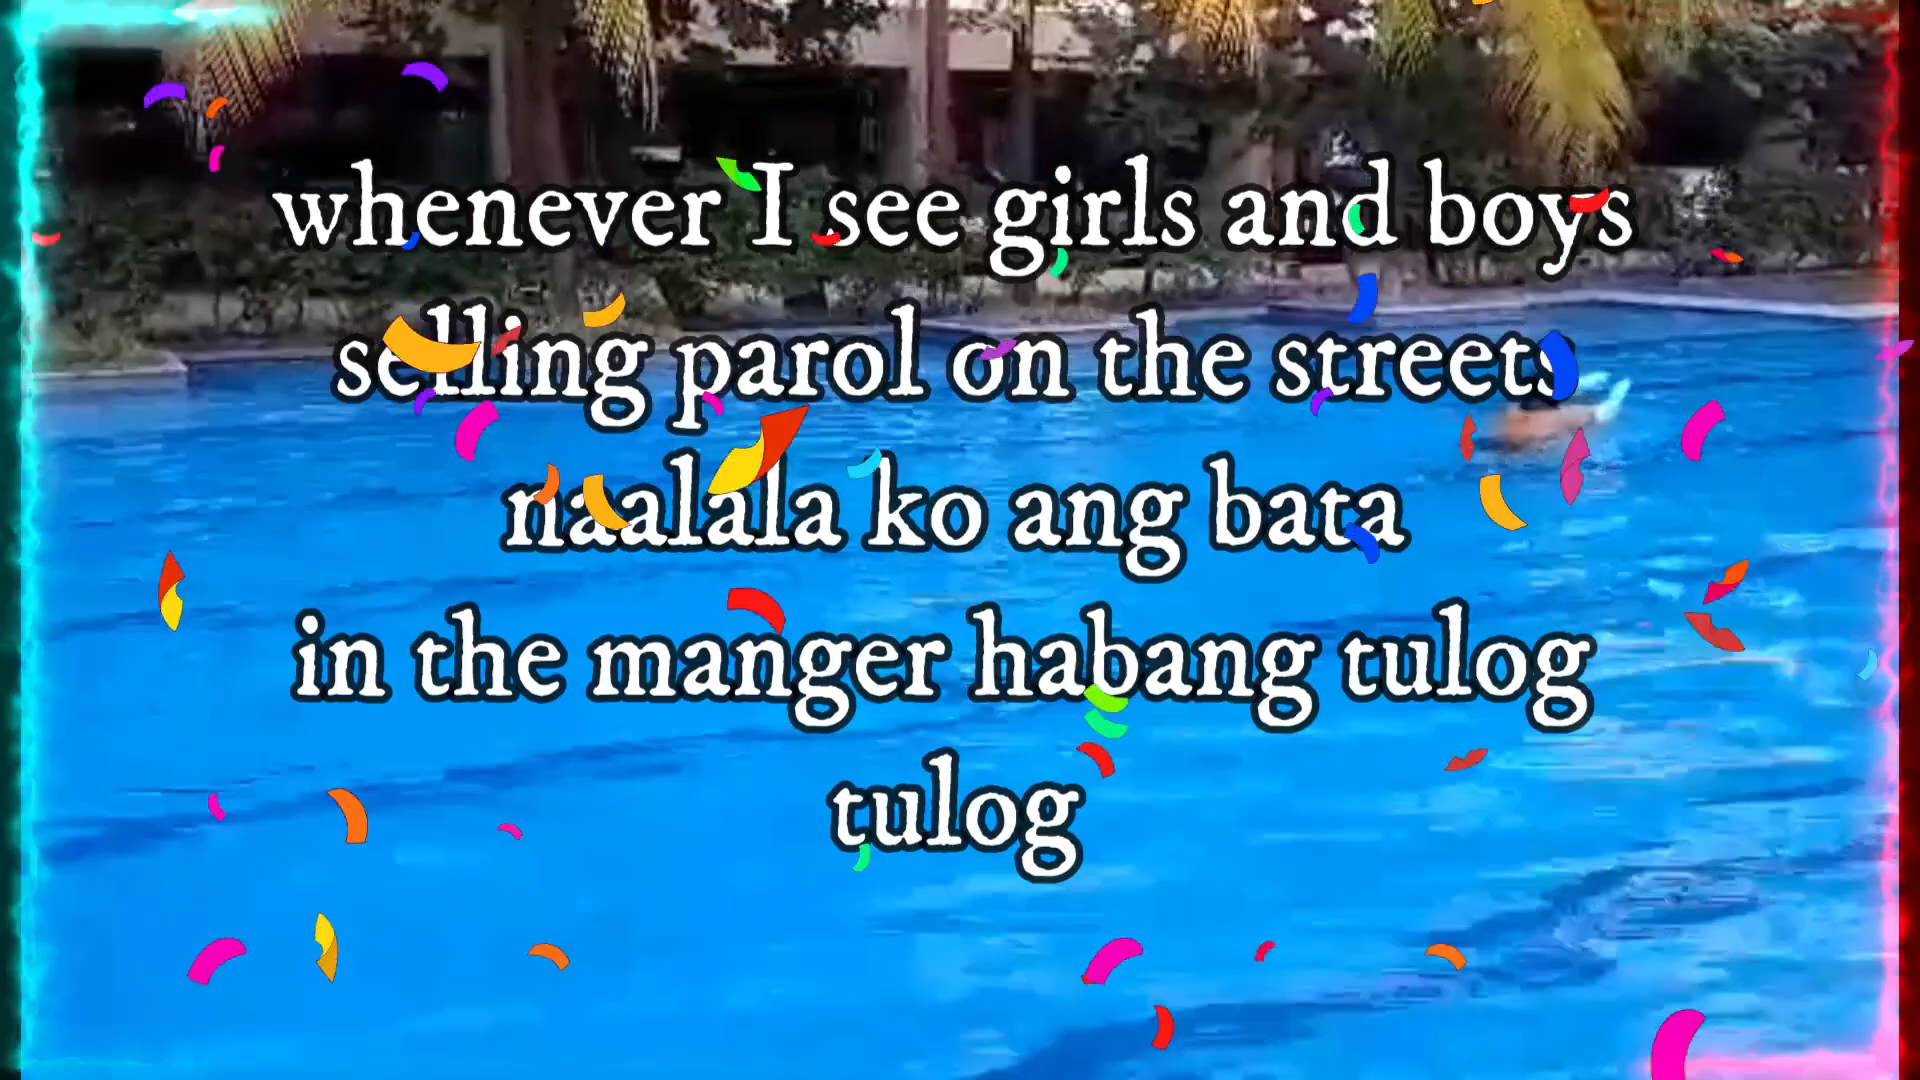 whenever I see girls and boys
selling parol on the streets
naalala ko ang bata
in the manger habang tulog
tulog